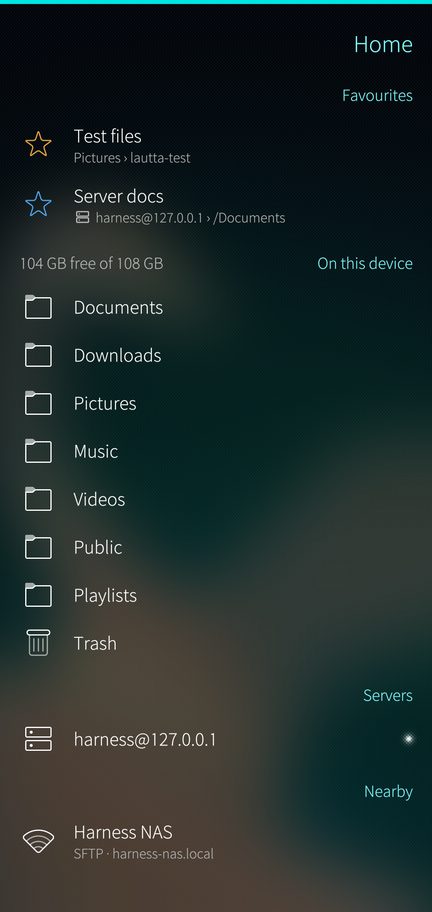 Home
Favourites
Test files
Pictures › lautta-test
Server docs
harness@127.0.0.1 › /Documents
104 GB free of 108 GB
On this device
Documents
Downloads
Pictures
Music
Videos
Public
Playlists
Trash
Servers
harness@127.0.0.1
Nearby
Harness NAS
SFTP · harness-nas.local